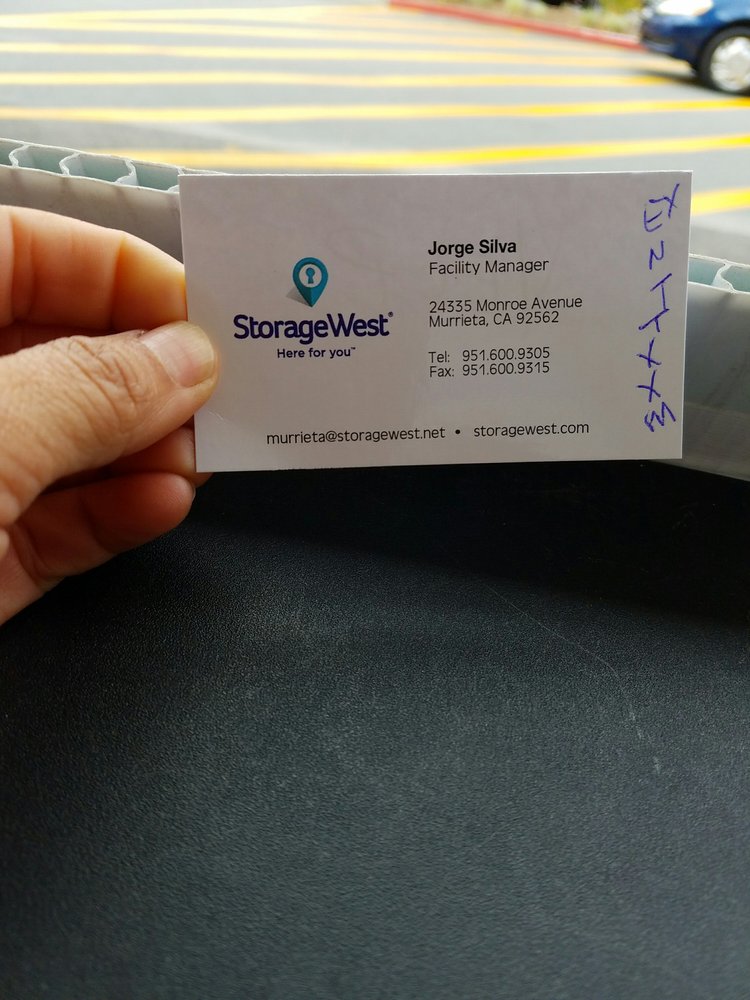 StorageWest®
Here for you™
Jorge Silva
Facility Manager
24335 Monroe Avenue
Murrieta, CA 92562
Tel: 951.600.9305
Fax: 951.600.9315
murrieta@storagewest.net • storagewest.com